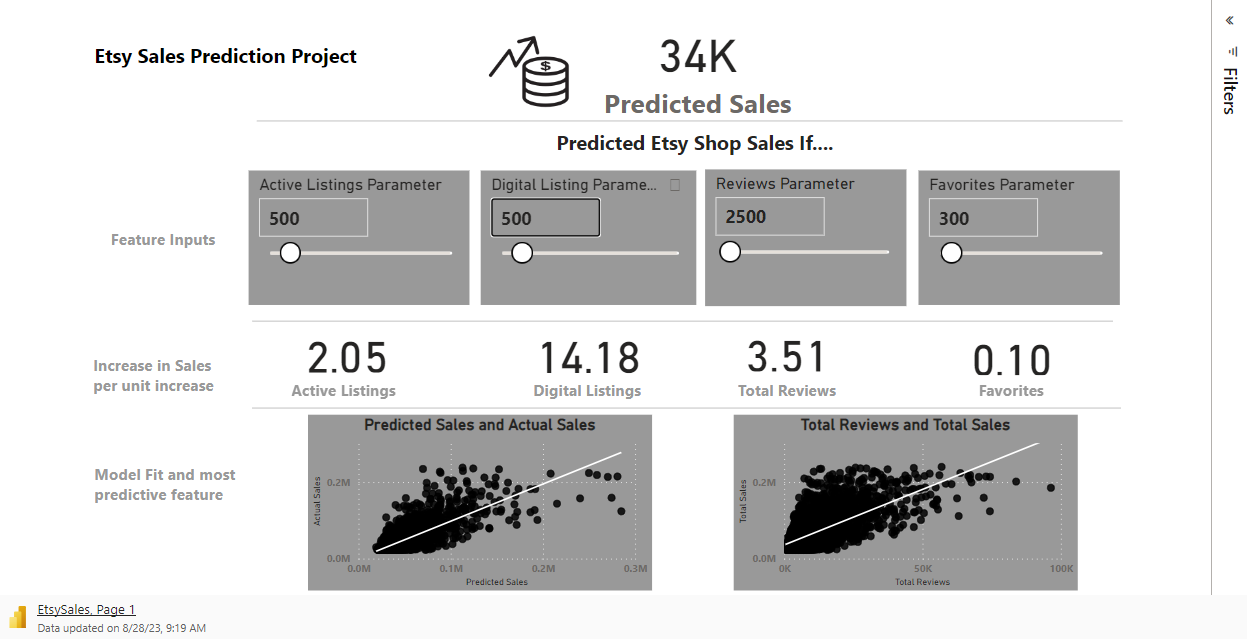 Etsy Sales Prediction Project
$
34K
Predicted Sales
Predicted Etsy Shop Sales If....
Feature Inputs
Active Listings Parameter
500
Digital Listing Parame...
500
Reviews Parameter
2500
Favorites Parameter
300
Increase in Sales
per unit increase
2.05
Active Listings
14.18
Digital Listings
3.51
Total Reviews
0.10
Favorites
Model Fit and most
predictive feature
Predicted Sales and Actual Sales
Actual Sales
0.2M
0.0M
0.0M 0.1M 0.2M 0.3M
Predicted Sales
Total Reviews and Total Sales
Total Sales
0.2M
0.0M
0K 50K 100K
Total Reviews
Filters
EtsySales, Page 1
Data updated on 8/28/23, 9:19 AM